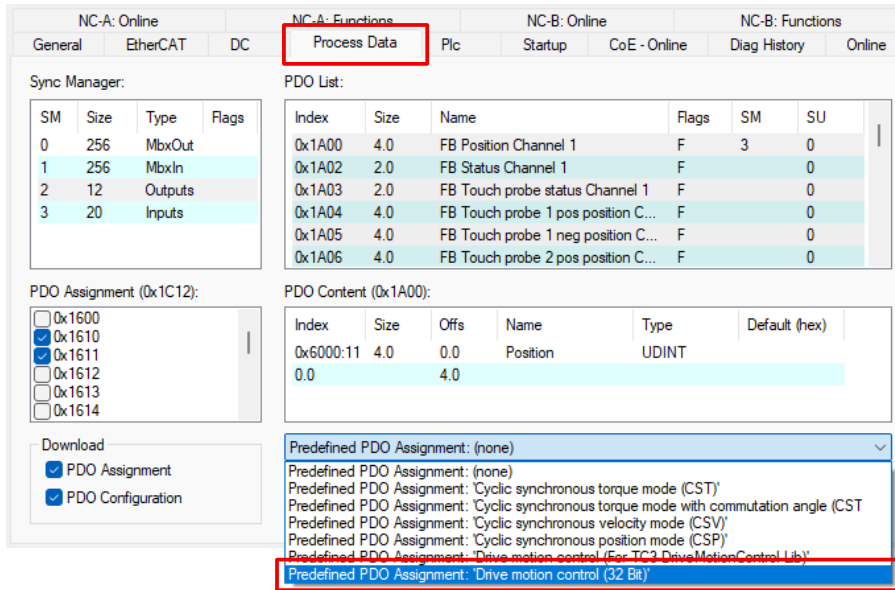 NC-A: Online NC-A: Functions NC-B: Online NC-B: Functions
General EtherCAT DC Process Data Plc Startup CoE - Online Diag History Online
Sync Manager:
SM Size Type Flags
0 256 MbxOut
1 256 MbxIn
2 12 Outputs
3 20 Inputs
PDO List:
Index Size Name Flags SM SU
0x1A00 4.0 FB Position Channel 1 F 3 0
0x1A02 2.0 FB Status Channel 1 F 0
0x1A03 2.0 FB Touch probe status Channel 1 F 0
0x1A04 4.0 FB Touch probe 1 pos position C... F 0
0x1A05 4.0 FB Touch probe 1 neg position C... F 0
0x1A06 4.0 FB Touch probe 2 pos position C... F 0
PDO Assignment (0x1C12):
0x1600
0x1610
0x1611
0x1612
0x1613
0x1614
PDO Content (0x1A00):
Index Size Offs Name Type Default (hex)
0x6000:11 4.0 0.0 Position UDINT
0.0 4.0
Download
PDO Assignment
PDO Configuration
Predefined PDO Assignment: (none)
Predefined PDO Assignment: (none)
Predefined PDO Assignment: 'Cyclic synchronous torque mode (CST)'
Predefined PDO Assignment: 'Cyclic synchronous torque mode with commutation angle (CST
Predefined PDO Assignment: 'Cyclic synchronous velocity mode (CSV)'
Predefined PDO Assignment: 'Cyclic synchronous position mode (CSP)'
Predefined PDO Assignment: 'Drive motion control (For TC3 DriveMotionControl Lib)'
Predefined PDO Assignment: 'Drive motion control (32 Bit)'